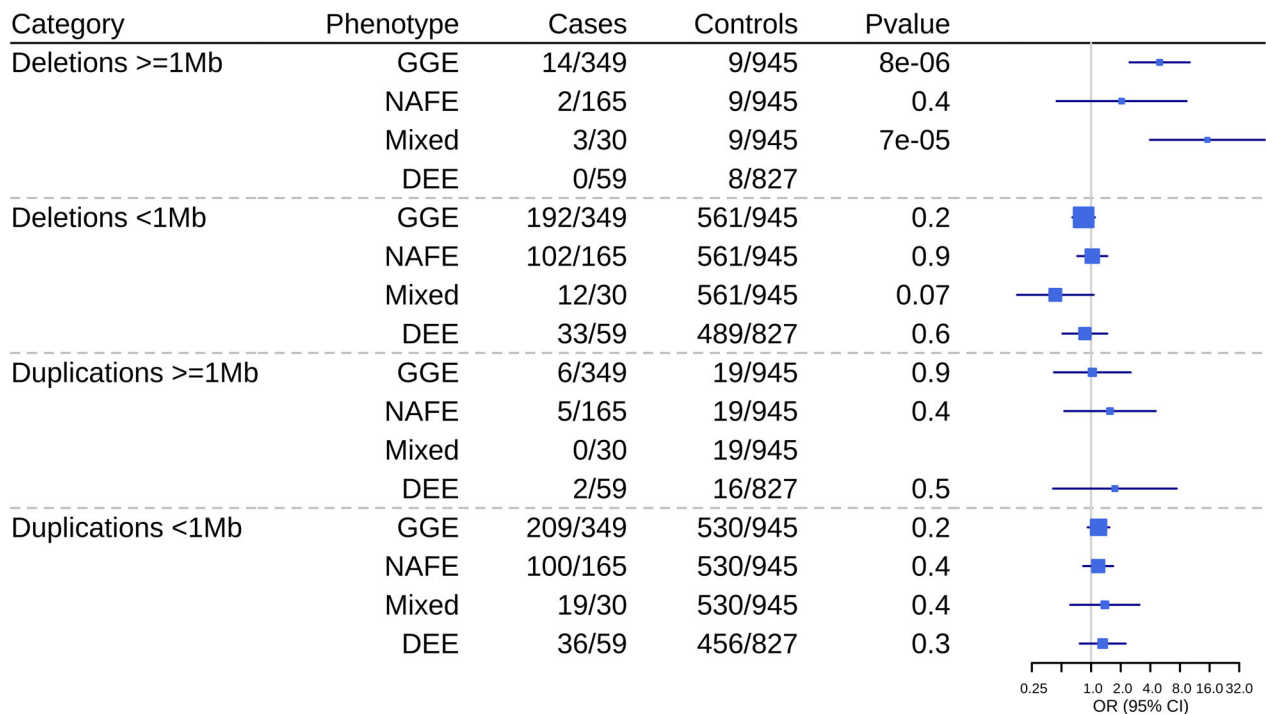 Category Phenotype Cases Controls Pvalue
Deletions >=1Mb GGE 14/349 9/945 8e-06
NAFE 2/165 9/945 0.4
Mixed 3/30 9/945 7e-05
DEE 0/59 8/827
Deletions <1Mb GGE 192/349 561/945 0.2
NAFE 102/165 561/945 0.9
Mixed 12/30 561/945 0.07
DEE 33/59 489/827 0.6
Duplications >=1Mb GGE 6/349 19/945 0.9
NAFE 5/165 19/945 0.4
Mixed 0/30 19/945
DEE 2/59 16/827 0.5
Duplications <1Mb GGE 209/349 530/945 0.2
NAFE 100/165 530/945 0.4
Mixed 19/30 530/945 0.4
DEE 36/59 456/827 0.3
0.25 1.0 2.0 4.0 8.0 16.0 32.0
OR (95% CI)